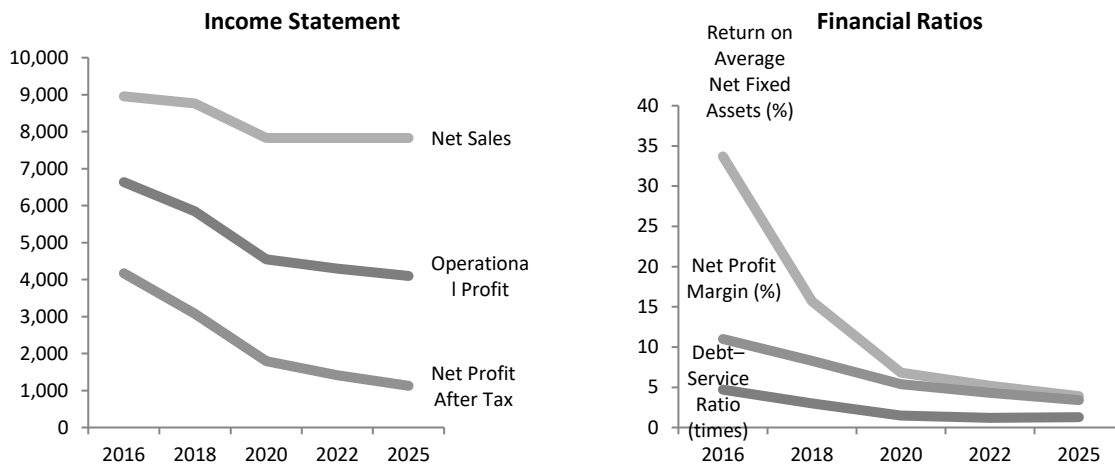 Income Statement
10,000
9,000
8,000
7,000
6,000
5,000
4,000
3,000
2,000
1,000
0
2016 2018 2020 2022 2025
Net Sales
Operationa
l Profit
Net Profit
After Tax
Financial Ratios
Return on
Average
Net Fixed
Assets (%)
40
35
30
25
20
15
10
5
0
Net Profit
Margin (%)
Debt–
Service
Ratio
(times)
2016 2018 2020 2022 2025